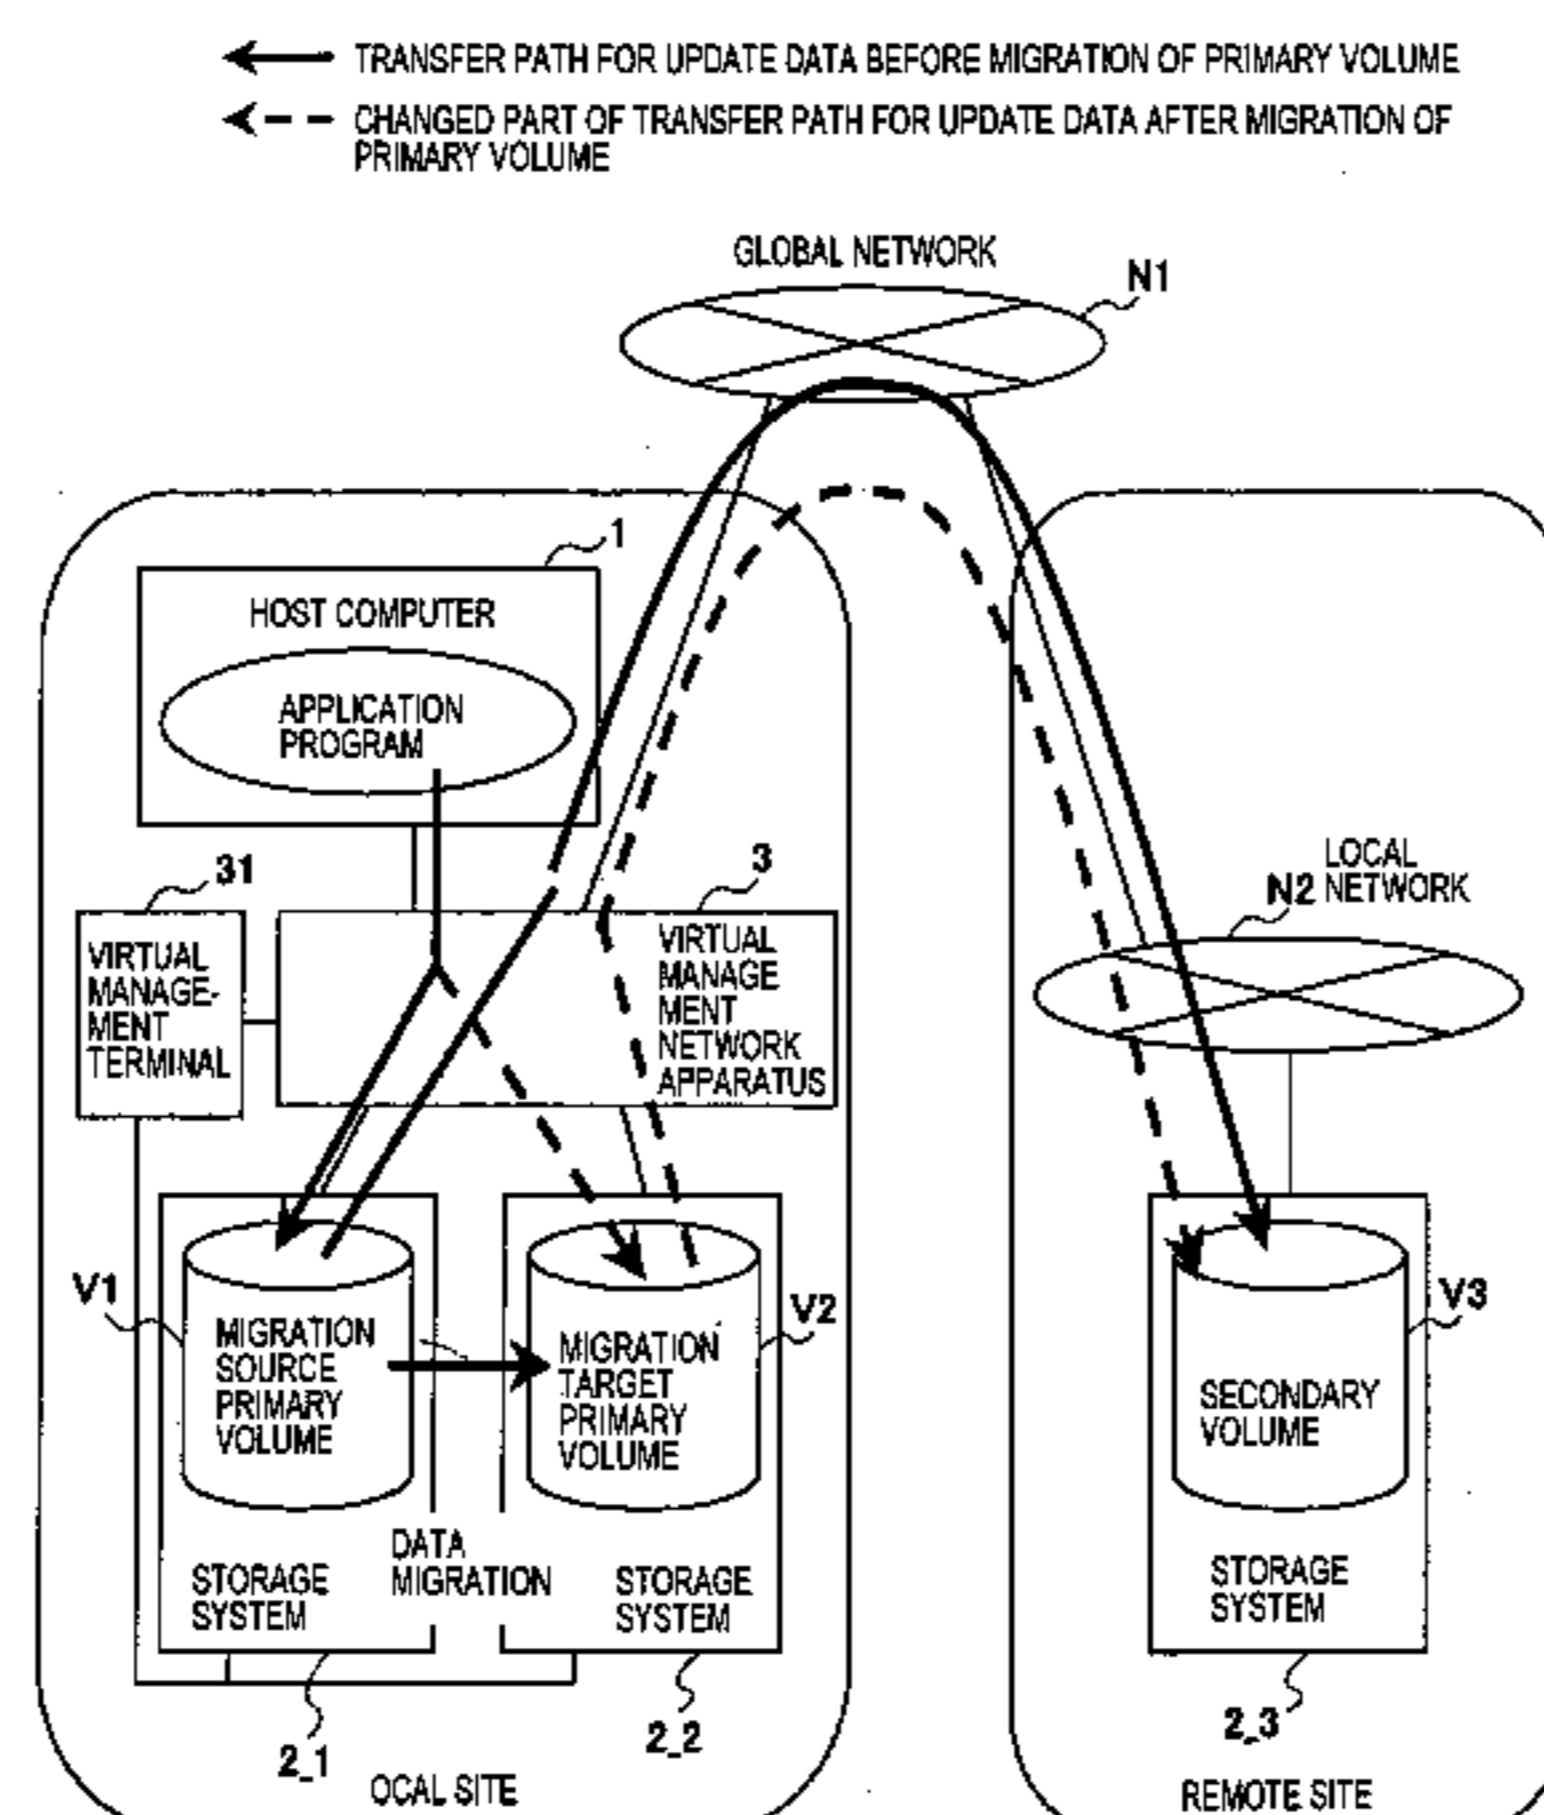 TRANSFER PATH FOR UPDATE DATA BEFORE MIGRATION OF PRIMARY VOLUME
CHANGED PART OF TRANSFER PATH FOR UPDATE DATA AFTER MIGRATION OF
PRIMARY VOLUME
GLOBAL NETWORK
N1
1
HOST COMPUTER
APPLICATION
PROGRAM
31
3
VIRTUAL
MANAGE-
MENT
TERMINAL
VIRTUAL
MANAGE
MENT
NETWORK
APPARATUS
LOCAL
NETWORK
N2
V1
MIGRATION
SOURCE
PRIMARY
VOLUME
V2
MIGRATION
TARGET
PRIMARY
VOLUME
V3
SECONDARY
VOLUME
DATA
MIGRATION
STORAGE
SYSTEM
STORAGE
SYSTEM
STORAGE
SYSTEM
2_1
2_2
2_3
OCAL SITE
REMOTE SITE